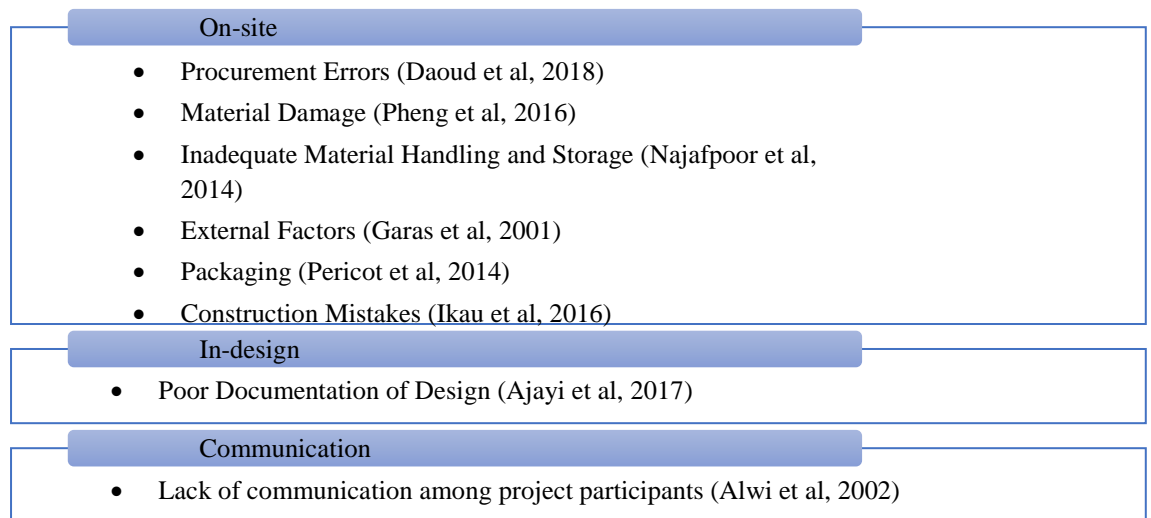 On-site
• Procurement Errors (Daoud et al, 2018)
• Material Damage (Pheng et al, 2016)
• Inadequate Material Handling and Storage (Najafpoor et al,
2014)
• External Factors (Garas et al, 2001)
• Packaging (Pericot et al, 2014)
• Construction Mistakes (Ikau et al, 2016)
In-design
• Poor Documentation of Design (Ajayi et al, 2017)
Communication
• Lack of communication among project participants (Alwi et al, 2002)